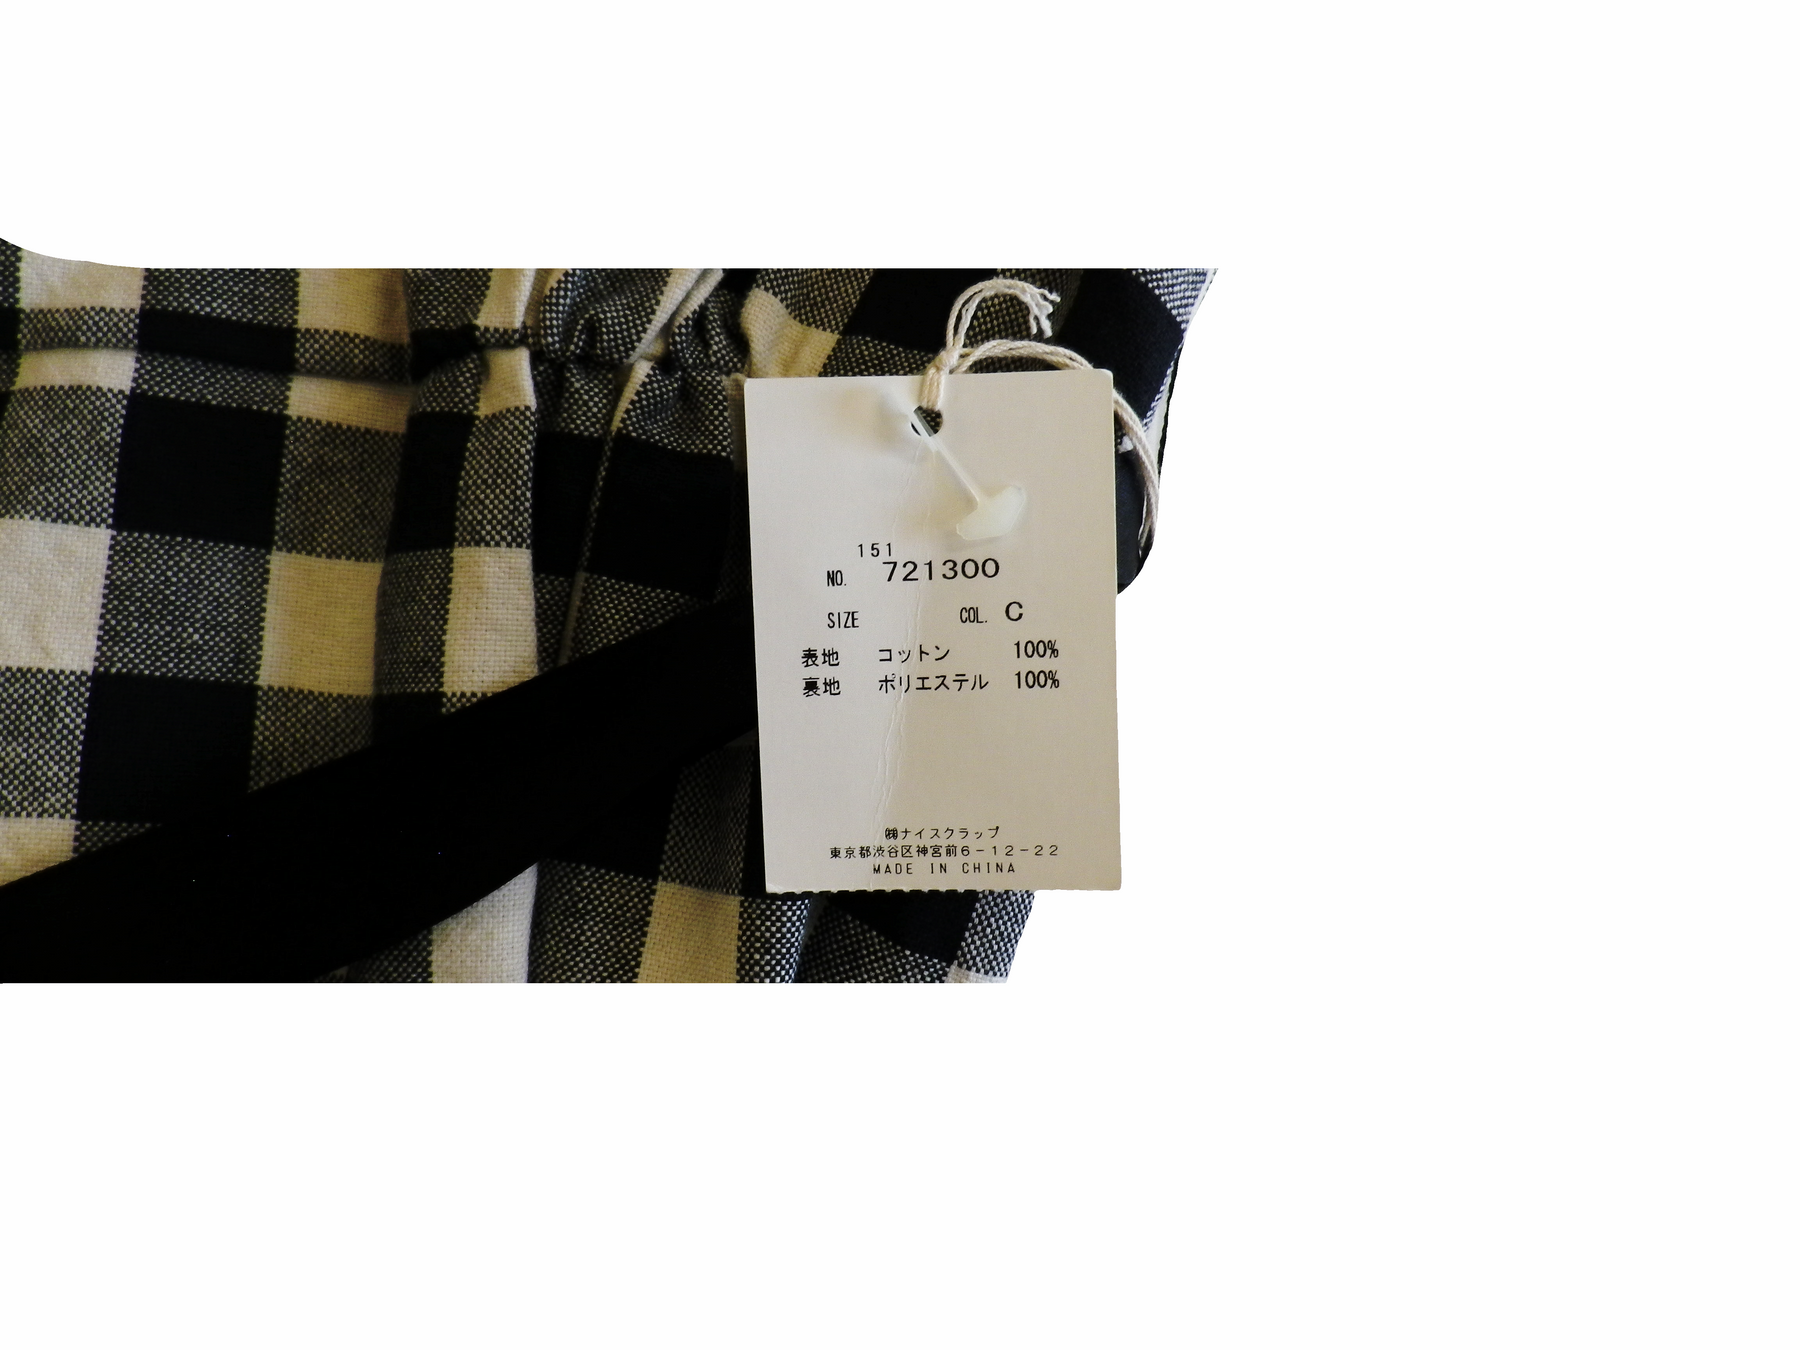 151
NO. 721300
SIZE COL. C
表地 コットン 100%
裏地 ポリエステル 100%
㈱ナイスクラップ
東京都渋谷区神宮前6-12-22
MADE IN CHINA